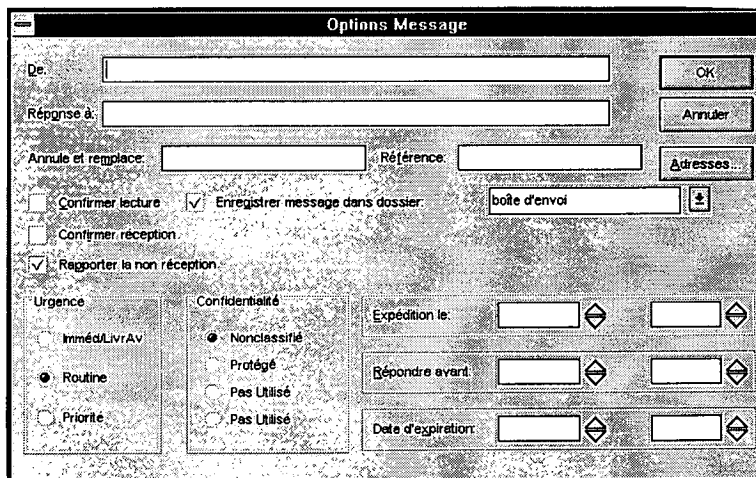 Options Message
De:
OK
Réponse à:
Annuler
Annule et remplace:
Référence:
Adresses...
Confirmer lecture
Enregistrer message dans dossier:
boîte d'envoi
Confirmer réception
Rapporter la non réception
Urgence
Imméd/LivrAv
Routine
Priorité
Confidentialité
Nonclassifié
Protégé
Pas Utilisé
Pas Utilisé
Expédition le:
Répondre avant:
Date d'expiration: